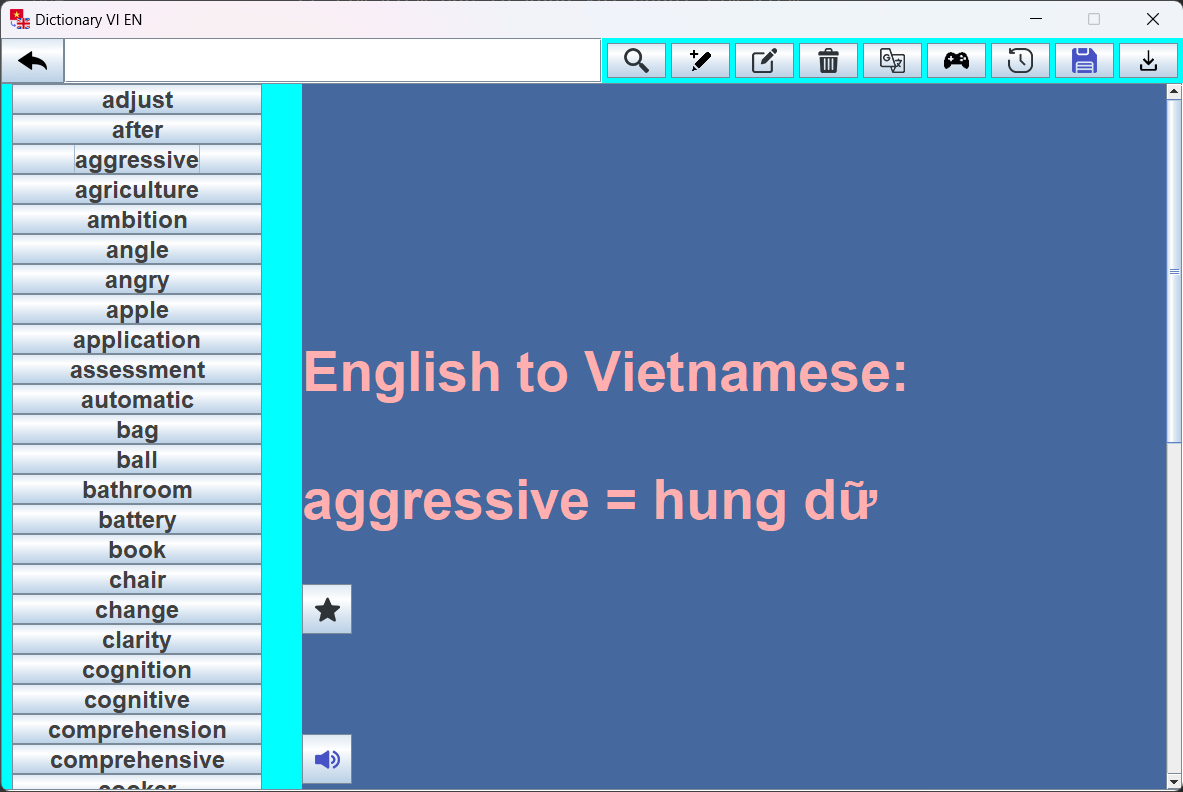 Dictionary VI EN
adjust
after
aggressive
agriculture
ambition
angle
angry
apple
application
assessment
automatic
bag
ball
bathroom
battery
book
chair
change
clarity
cognition
cognitive
comprehension
comprehensive
cooker
English to Vietnamese:
aggressive = hung dữ